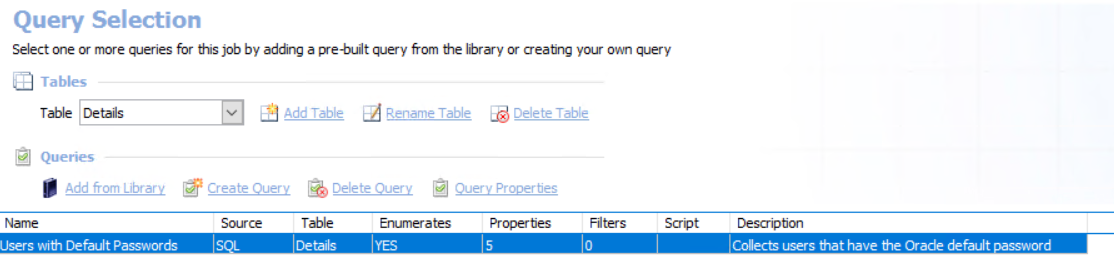 Query Selection
Select one or more queries for this job by adding a pre-built query from the library or creating your own query
Tables
Table Details Add Table Rename Table Delete Table
Queries
Add from Library Create Query Delete Query Query Properties
Name Source Table Enumerates Properties Filters Script Description
Users with Default Passwords SQL Details YES 5 0 Collects users that have the Oracle default password